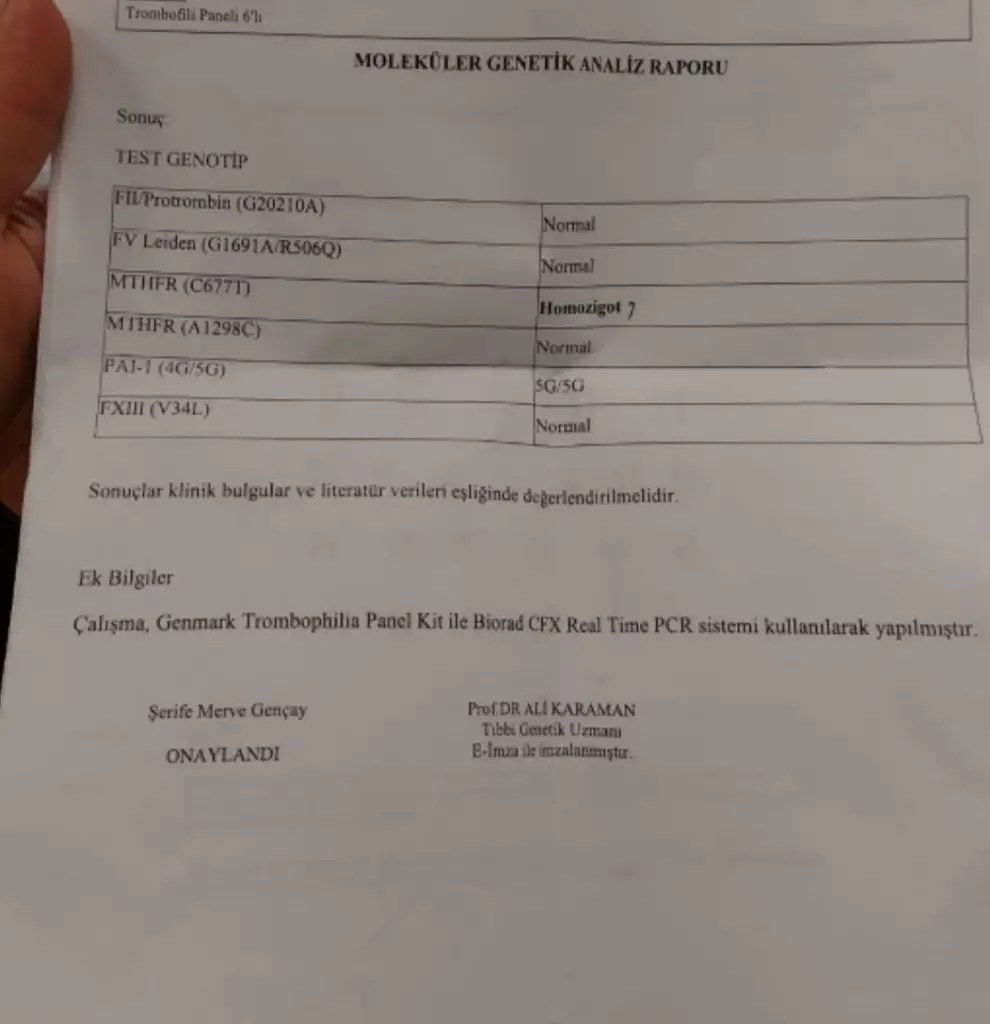 Trombofili Paneli 6'lı
MOLEKÜLER GENETİK ANALİZ RAPORU
Sonuç:
TEST GENOTİP
FII/Protrombin (G20210A)
Normal
FV Leiden (G1691A/R506Q)
Normal
MTHFR (C677T)
Homozigot 7
MTHFR (A1298C)
Normal
PAI-1 (4G/5G)
5G/5G
FXIII (V34L)
Normal
Sonuçlar klinik bulgular ve literatür verileri eşliğinde değerlendirilmelidir.
Ek Bilgiler
Çalışma, Genmark Trombophilia Panel Kit ile Biorad CFX Real Time PCR sistemi kullanılarak yapılmıştır.
Şerife Merve Gençay
Prof.DR ALİ KARAMAN
Tıbbi Genetik Uzmanı
ONAYLANDI
E-İmza ile imzalanmıştır.